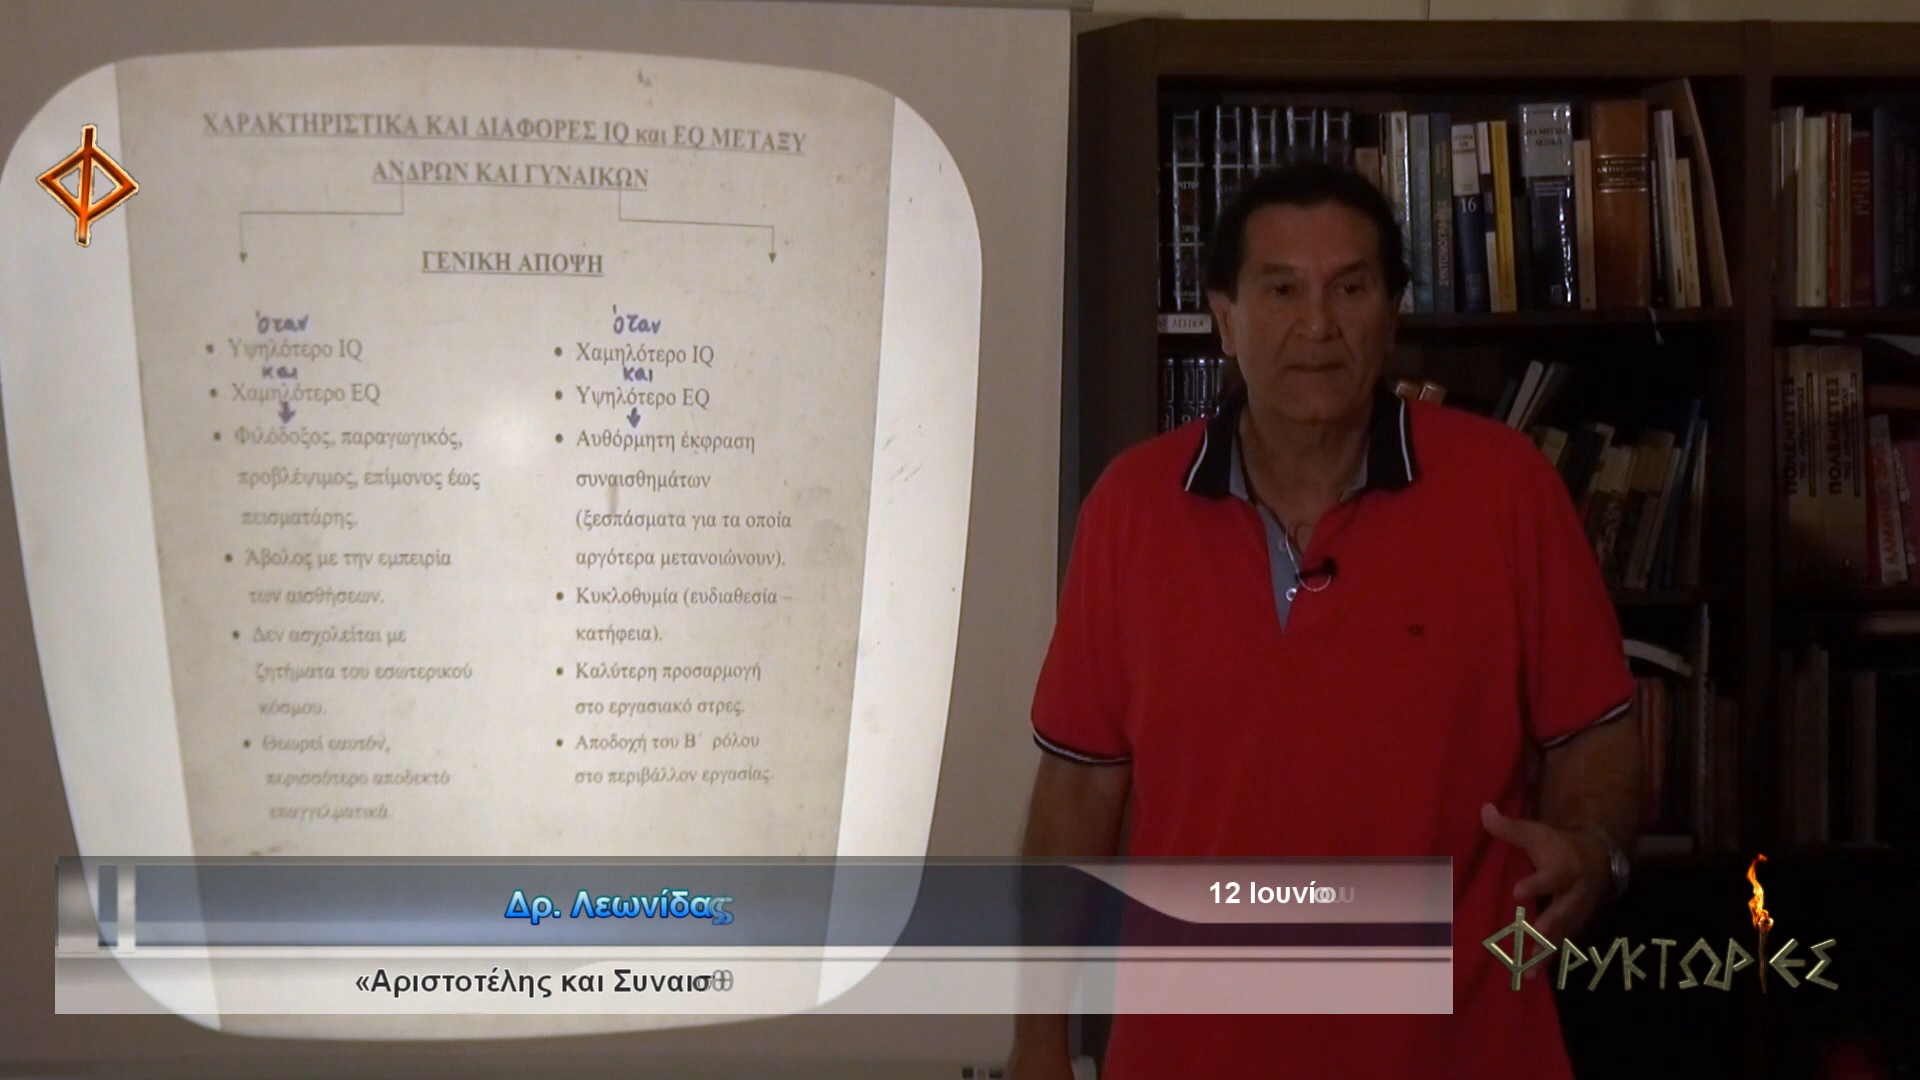 ΧΑΡΑΚΤΗΡΙΣΤΙΚΑ ΚΑΙ ΔΙΑΦΟΡΕΣ IQ και EQ ΜΕΤΑΞΥ
ΑΝΔΡΩΝ ΚΑΙ ΓΥΝΑΙΚΩΝ
ΓΕΝΙΚΗ ΑΠΟΨΗ
όταν
• Υψηλότερο IQ
και
• Χαμηλότερο EQ
• Φιλόδοξος, παραγωγικός,
προβλέψιμος, επίμονος έως
πεισματάρης.
• Άβολος με την εμπειρία
των αισθήσεων.
• Δεν ασχολείται με
ζητήματα του εσωτερικού
κόσμου.
• Θεωρεί εαυτόν,
περισσότερο αποδεκτό
επαγγελματικά.
όταν
• Χαμηλότερο IQ
και
• Υψηλότερο EQ
• Αυθόρμητη έκφραση
συναισθημάτων
(ξεσπάσματα για τα οποία
αργότερα μετανοιώνουν).
• Κυκλοθυμία (ευδιαθεσία –
κατήφεια).
• Καλύτερη προσαρμογή
στο εργασιακό στρες.
• Αποδοχή του Β΄ ρόλου
στο περιβάλλον εργασίας.
16
ΛΕΞΙΚΑ
Δρ. Λεωνίδας
12 Ιουνίου
«Αριστοτέλης και Συναισθ
ΦΡΥΚΤΩΡΙΕΣ